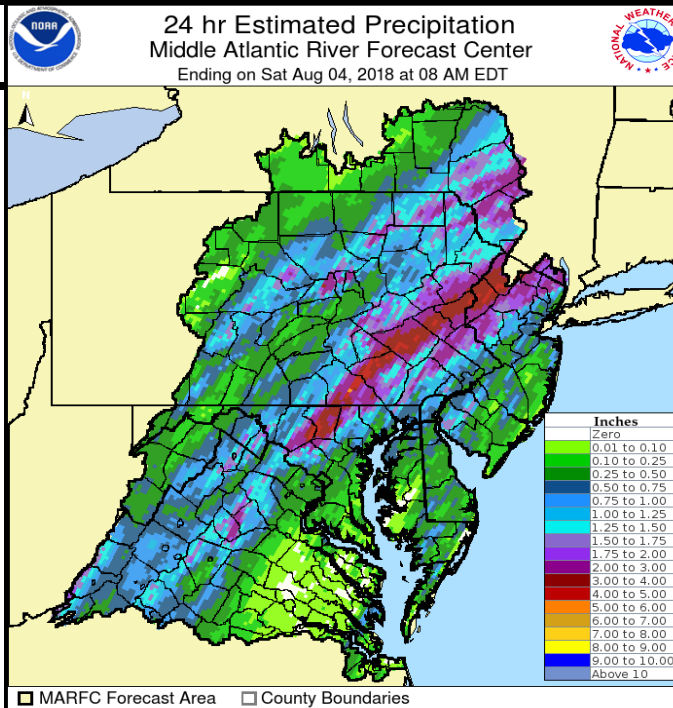 24 hr Estimated Precipitation
Middle Atlantic River Forecast Center
Ending on Sat Aug 04, 2018 at 08 AM EDT
NOAA
NATIONAL WEATHER
N
Inches
Zero
0.01 to 0.10
0.10 to 0.25
0.25 to 0.50
0.50 to 0.75
0.75 to 1.00
1.00 to 1.25
1.25 to 1.50
1.50 to 1.75
1.75 to 2.00
2.00 to 3.00
3.00 to 4.00
4.00 to 5.00
5.00 to 6.00
6.00 to 7.00
7.00 to 8.00
8.00 to 9.00
9.00 to 10.00
Above 10
MARFC Forecast Area County Boundaries